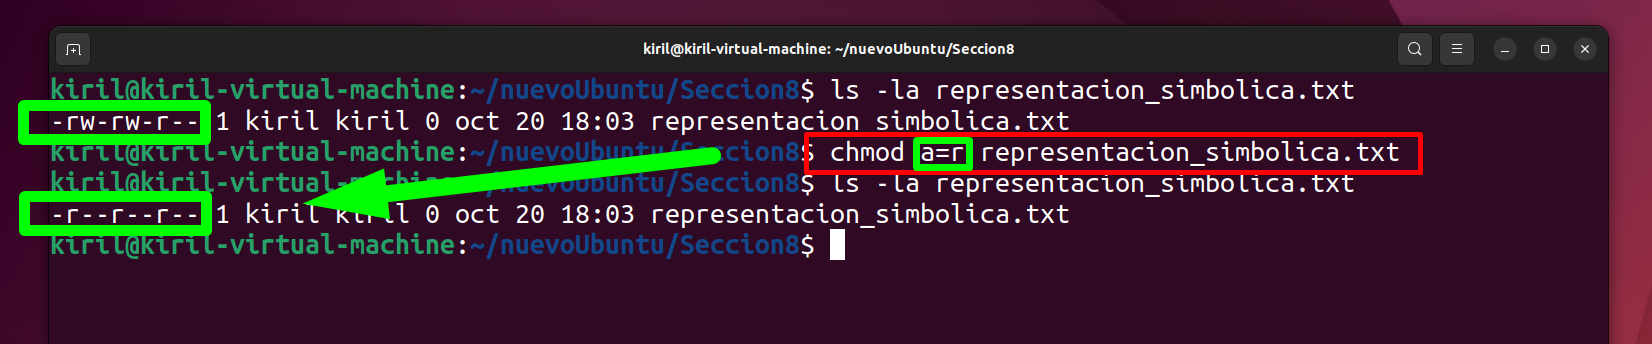 kiril@kiril-virtual-machine: ~/nuevoUbuntu/Seccion8
kiril@kiril-virtual-machine:~/nuevoUbuntu/Seccion8$ ls -la representacion_simbolica.txt
-rw-rw-r-- 1 kiril kiril 0 oct 20 18:03 representacion_simbolica.txt
kiril@kiril-virtual-machine:~/nuevoUbuntu/Seccion8$ chmod a=r representacion_simbolica.txt
kiril@kiril-virtual-machine:~/nuevoUbuntu/Seccion8$ ls -la representacion_simbolica.txt
-r--r--r-- 1 kiril kiril 0 oct 20 18:03 representacion_simbolica.txt
kiril@kiril-virtual-machine:~/nuevoUbuntu/Seccion8$